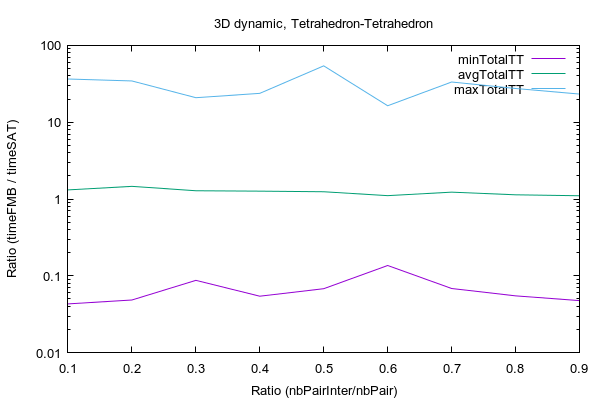 3D dynamic, Tetrahedron-Tetrahedron
100
10
1
0.1
0.01
Ratio (timeFMB / timeSAT)
minTotalTT
avgTotalTT
maxTotalTT
0.1 0.2 0.3 0.4 0.5 0.6 0.7 0.8 0.9
Ratio (nbPairInter/nbPair)